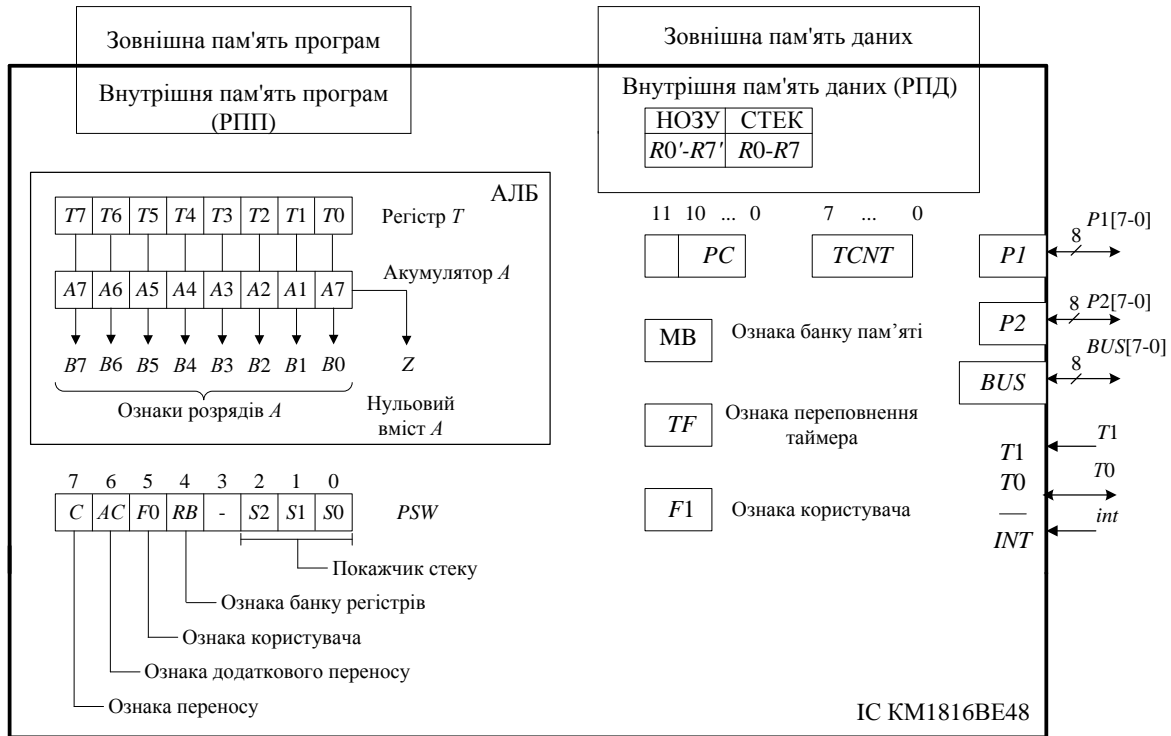 Зовнішна пам'ять програм
Внутрішня пам'ять програм
(РПП)
Зовнішна пам'ять даних
Внутрішня пам'ять даних (РПД)
НОЗУ СТЕК
R0'-R7' R0-R7
АЛБ
T7 T6 T5 T4 T3 T2 T1 T0
Регістр T
Акумулятор A
A7 A6 A5 A4 A3 A2 A1 A7
B7 B6 B5 B4 B3 B2 B1 B0 Z
Ознаки розрядів A
Нульовий
вміст A
11 10 ... 0
7 ... 0
PC
TCNT
MB
Ознака банку пам’яті
TF
Ознака переповнення
таймера
F1
Ознака користувача
P1
8
P1[7-0]
P2
8
P2[7-0]
BUS
8
BUS[7-0]
T1
T1
T0
T0
INT
int
7 6 5 4 3 2 1 0
C AC F0 RB - S2 S1 S0
PSW
Покажчик стеку
Ознака банку регістрів
Ознака користувача
Ознака додаткового переносу
Ознака переносу
ІС КМ1816ВЕ48